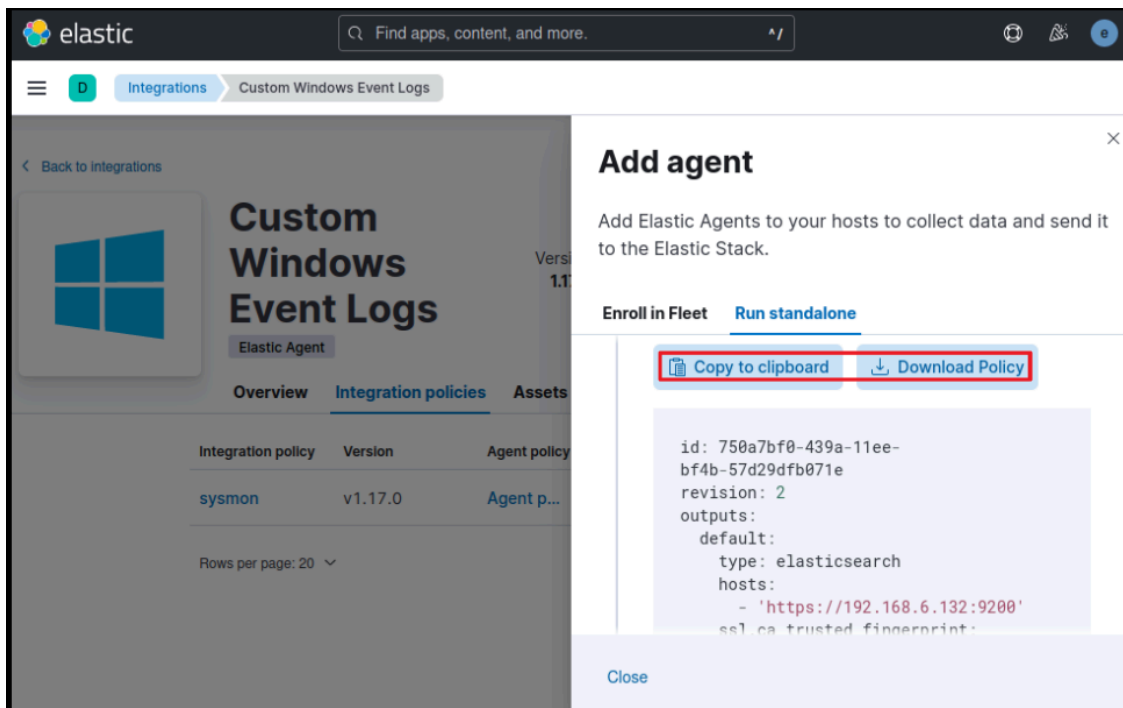 elastic
Find apps, content, and more.
^/
e
D
Integrations
Custom Windows Event Logs
Back to integrations
Custom
Windows
Event Logs
Elastic Agent
Overview
Integration policies
Assets
Integration policy
Version
Agent policy
sysmon
v1.17.0
Agent p...
Rows per page: 20
Add agent
Add Elastic Agents to your hosts to collect data and send it
to the Elastic Stack.
Enroll in Fleet
Run standalone
Copy to clipboard
Download Policy
id: 750a7bf0-439a-11ee-
bf4b-57d29dfb071e
revision: 2
outputs:
default:
type: elasticsearch
hosts:
- 'https://192.168.6.132:9200'
ssl.ca_trusted_fingerprint:
Close